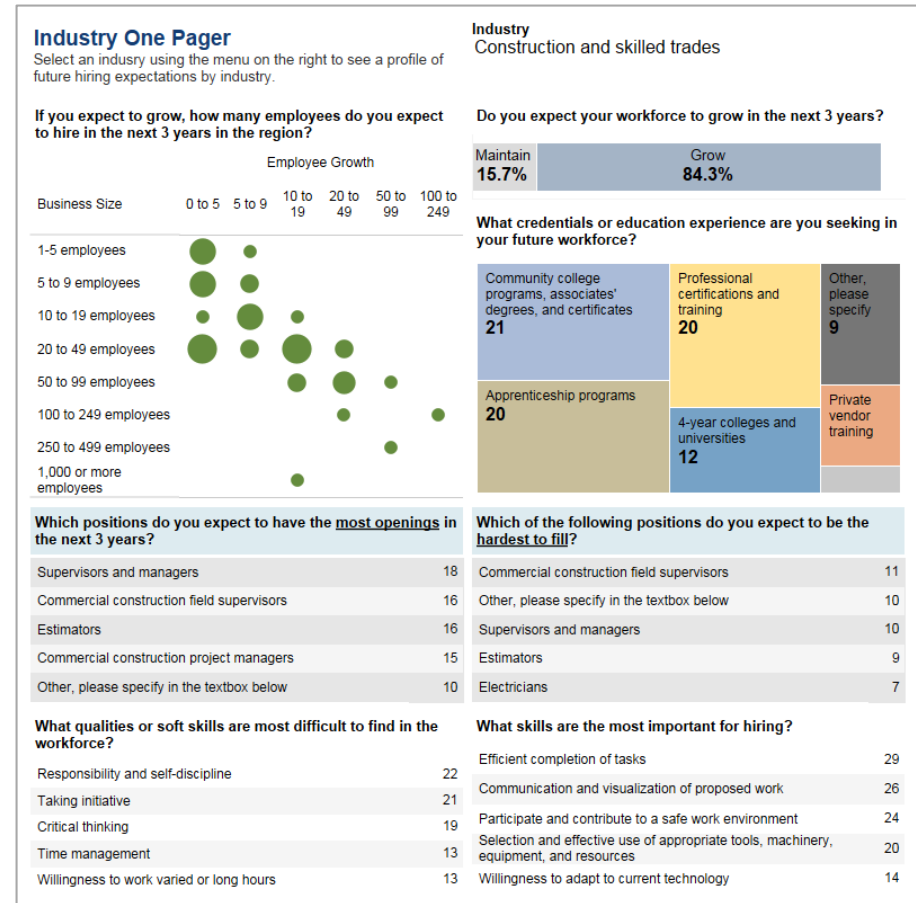 Industry One Pager
Select an indusry using the menu on the right to see a profile of
future hiring expectations by industry.
Industry
Construction and skilled trades
If you expect to grow, how many employees do you expect
to hire in the next 3 years in the region?
Employee Growth
Business Size
0 to 5
5 to 9
10 to
19
20 to
49
50 to
99
100 to
249
1-5 employees
5 to 9 employees
10 to 19 employees
20 to 49 employees
50 to 99 employees
100 to 249 employees
250 to 499 employees
1,000 or more
employees
Do you expect your workforce to grow in the next 3 years?
Maintain
15.7%
Grow
84.3%
What credentials or education experience are you seeking in
your future workforce?
Community college
programs, associates'
degrees, and certificates
21
Professional
certifications and
training
20
Other,
please
specify
9
Apprenticeship programs
20
4-year colleges and
universities
12
Private
vendor
training
Which positions do you expect to have the most openings in
the next 3 years?
Supervisors and managers 18
Commercial construction field supervisors 16
Estimators 16
Commercial construction project managers 15
Other, please specify in the textbox below 10
Which of the following positions do you expect to be the
hardest to fill?
Commercial construction field supervisors 11
Other, please specify in the textbox below 10
Supervisors and managers 10
Estimators 9
Electricians 7
What qualities or soft skills are most difficult to find in the
workforce?
Responsibility and self-discipline 22
Taking initiative 21
Critical thinking 19
Time management 13
Willingness to work varied or long hours 13
What skills are the most important for hiring?
Efficient completion of tasks 29
Communication and visualization of proposed work 26
Participate and contribute to a safe work environment 24
Selection and effective use of appropriate tools, machinery,
equipment, and resources 20
Willingness to adapt to current technology 14